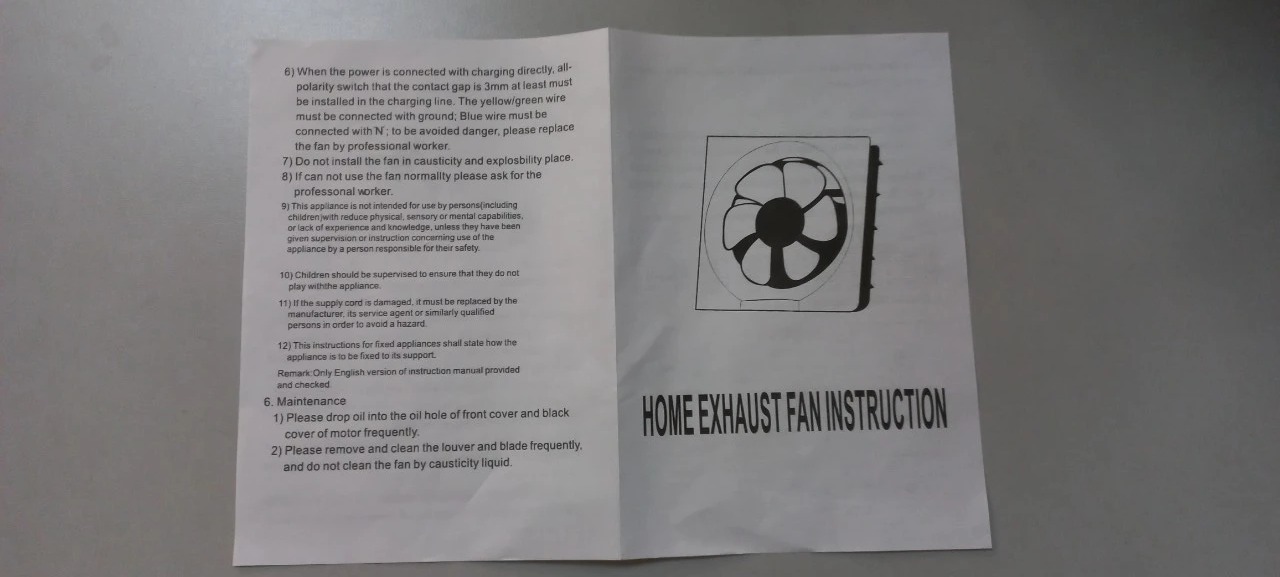 6) When the power is connected with charging directly, all-
polarity switch that the contact gap is 3mm at least must
be installed in the charging line. The yellow/green wire
must be connected with ground; Blue wire must be
connected with 'N'; to be avoided danger, please replace
the fan by professional worker.
7) Do not install the fan in causticity and explosbility place.
8) If can not use the fan normallty please ask for the
professonal worker.
9) This appliance is not intended for use by persons(including
children)with reduce physical, sensory or mental capabilities,
or lack of experience and knowledge, unless they have been
given supervision or instruction concerning use of the
appliance by a person responsible for their safety.
10) Children should be supervised to ensure that they do not
play withthe appliance.
11) If the supply cord is damaged, it must be replaced by the
manufacturer, its service agent or similarly qualified
persons in order to avoid a hazard.
12) This instructions for fixed appliances shall state how the
appliance is to be fixed to its support.
Remark:Only English version of instruction manual provided
and checked.
6. Maintenance
1) Please drop oil into the oil hole of front cover and black
cover of motor frequently.
2) Please remove and clean the louver and blade frequently,
and do not clean the fan by causticity liquid.
HOME EXHAUST FAN INSTRUCTION